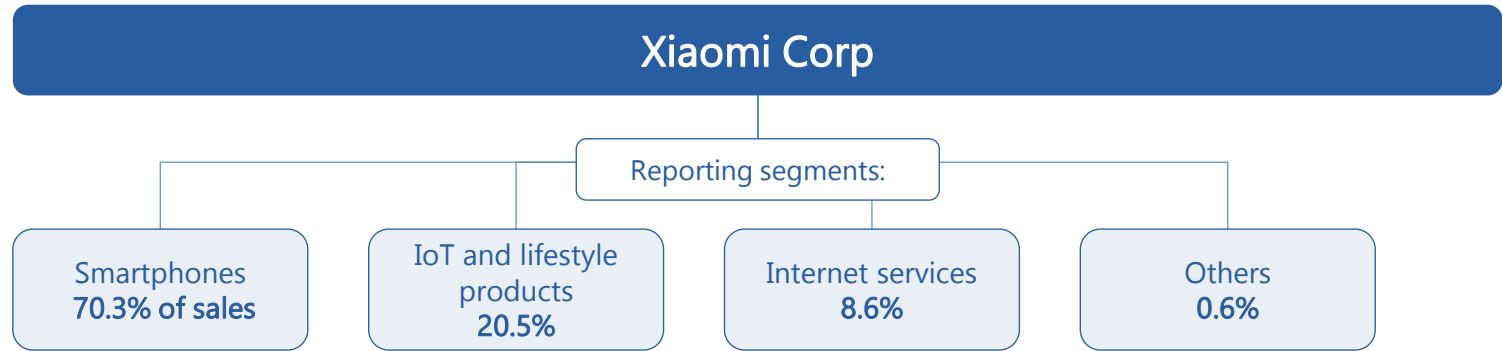 Xiaomi Corp
Reporting segments:
Smartphones
70.3% of sales
IoT and lifestyle
products
20.5%
Internet services
8.6%
Others
0.6%